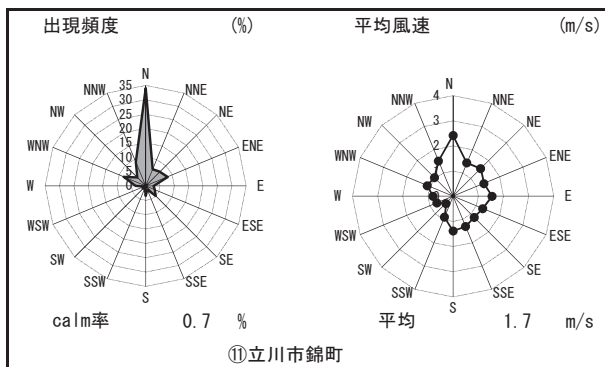 出現頻度 (%)
N
NNE
NE
ENE
E
ESE
SE
SSE
S
SSW
SW
WSW
W
WNW
NW
NNW
35
30
25
20
15
10
5
0
calm率 0.7 %
平均風速 (m/s)
N
NNE
NE
ENE
E
ESE
SE
SSE
S
SSW
SW
WSW
W
WNW
NW
NNW
4
3
2
1
0
平均 1.7 m/s
⑪立川市錦町